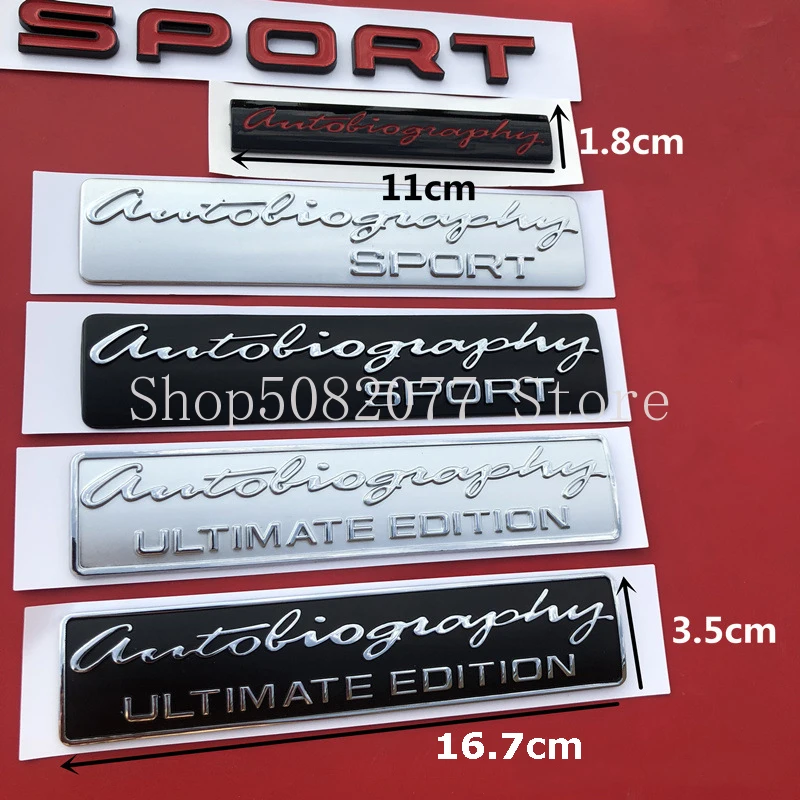 SPORT
Autobiography
1.8cm
11cm
Autobiography
SPORT
Autobiography
SPORT
Shop5082077 Store
Autobiography
ULTIMATE EDITION
Autobiography
3.5cm
ULTIMATE EDITION
16.7cm